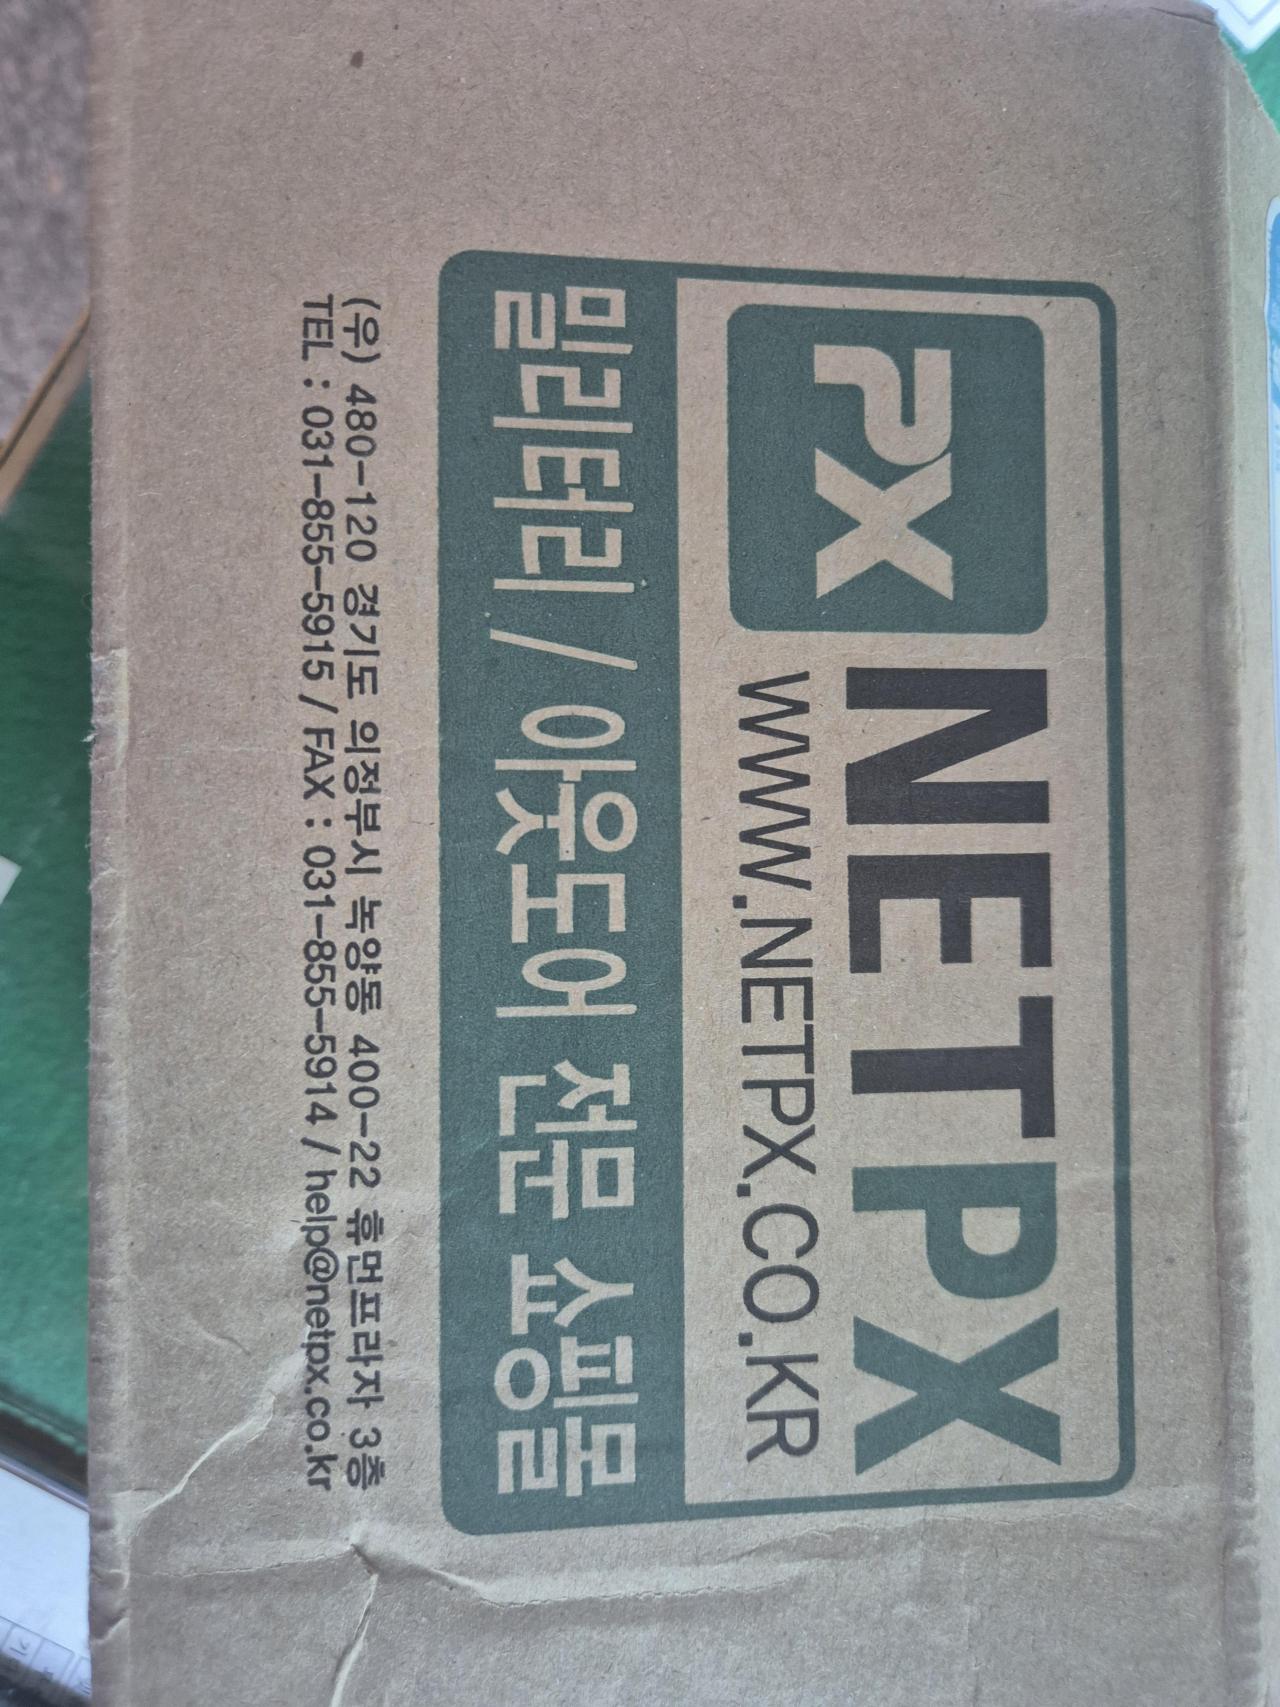 PX NETPX
WWW.NETPX.CO.KR
밀리터리 / 아웃도어 전문 쇼핑몰
(우) 480-120 경기도 의정부시 녹양동 400-22 휴먼프라자 3층
TEL : 031-855-5915 / FAX : 031-855-5914 / help@netpx.co.kr